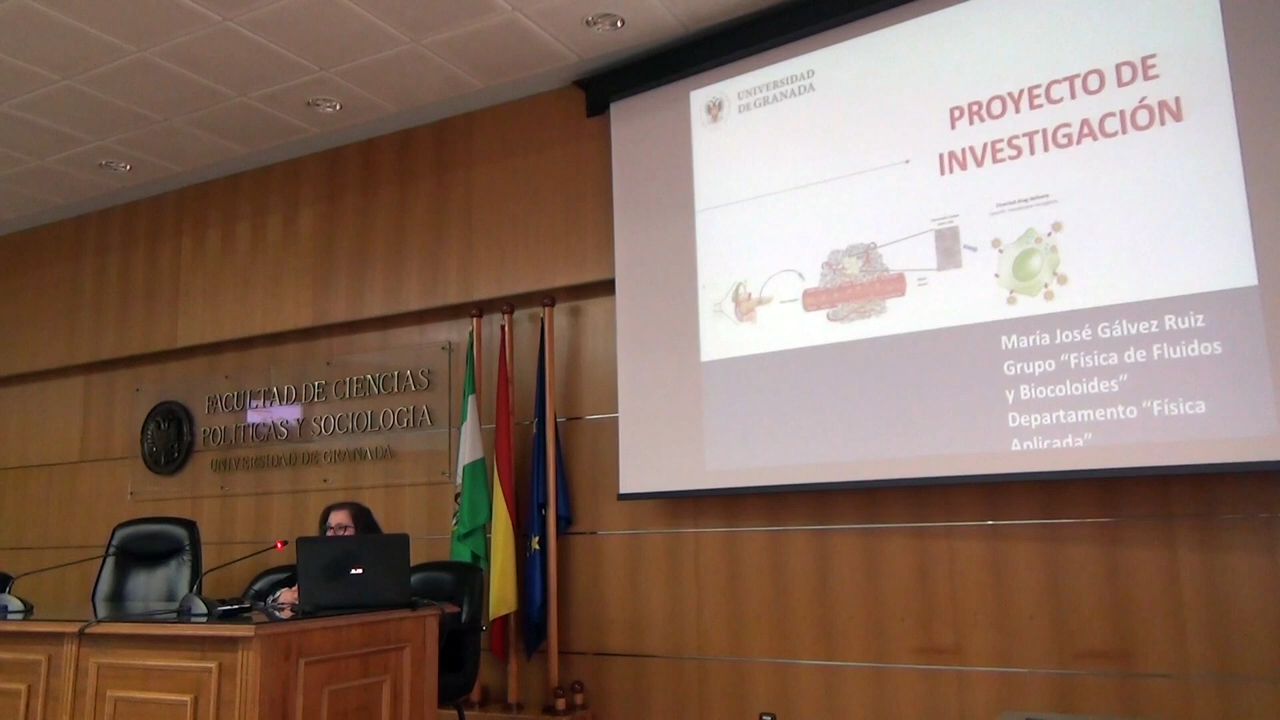 UNIVERSIDAD
DE GRANADA
PROYECTO DE
INVESTIGACIÓN
María José Gálvez Ruiz
Grupo "Física de Fluidos
y Biocoloides"
Departamento "Física
Aplicada"
FACULTAD DE CIENCIAS
POLÍTICAS Y SOCIOLOGIA
UNIVERSIDAD DE GRANADA